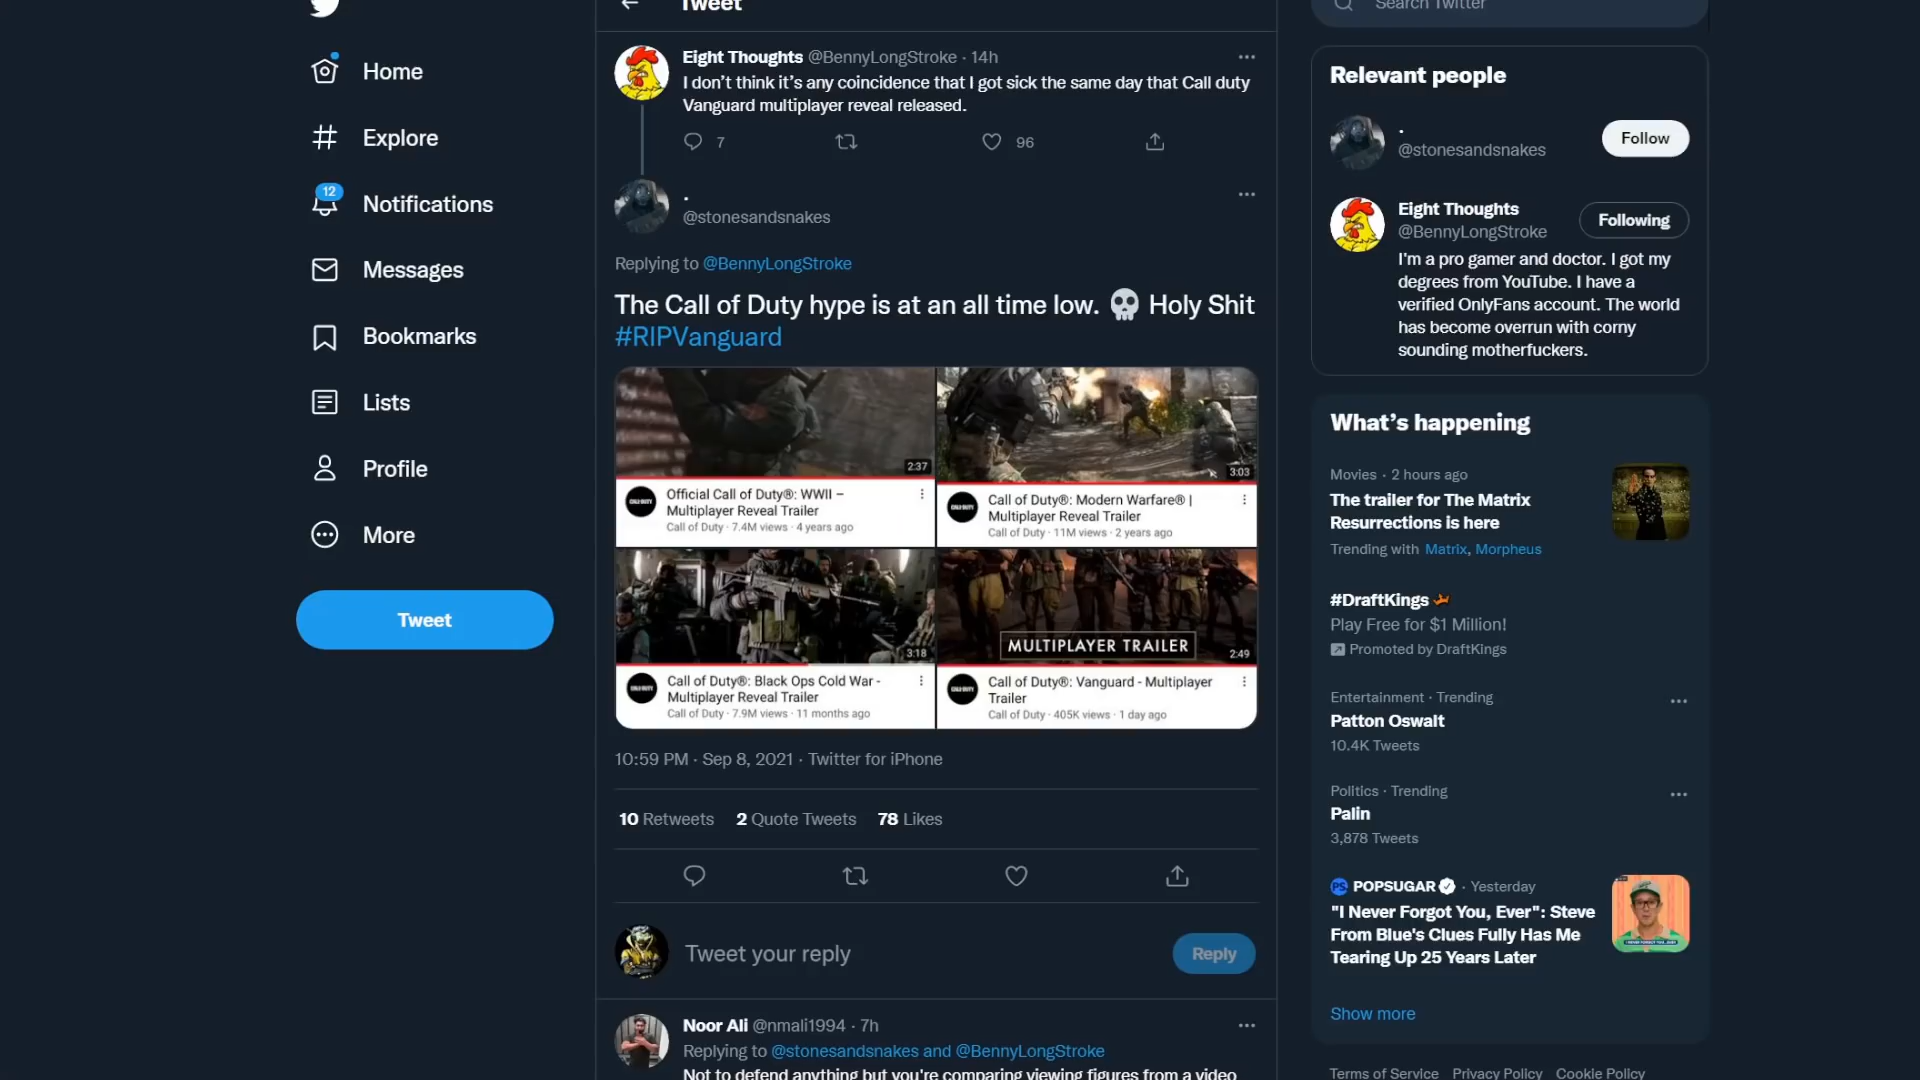 Tweet
Search Twitter
Home
Explore
12
Notifications
Messages
Bookmarks
Lists
Profile
More
Tweet
Eight Thoughts @BennyLongStroke · 14h
I don't think it's any coincidence that I got sick the same day that Call duty
Vanguard multiplayer reveal released.
7
96
.
@stonesandsnakes
Replying to @BennyLongStroke
The Call of Duty hype is at an all time low. 💀 Holy Shit
#RIPVanguard
2:37
Official Call of Duty®: WWII –
Multiplayer Reveal Trailer
Call of Duty · 7.4M views · 4 years ago
3:03
Call of Duty®: Modern Warfare® |
Multiplayer Reveal Trailer
Call of Duty · 11M views · 2 years ago
3:18
Call of Duty®: Black Ops Cold War -
Multiplayer Reveal Trailer
Call of Duty · 7.9M views · 11 months ago
MULTIPLAYER TRAILER
2:49
Call of Duty®: Vanguard - Multiplayer
Trailer
Call of Duty · 405K views · 1 day ago
10:59 PM · Sep 8, 2021 · Twitter for iPhone
10 Retweets 2 Quote Tweets 78 Likes
Tweet your reply
Reply
Noor Ali @nmali1994 · 7h
Replying to @stonesandsnakes and @BennyLongStroke
Not to defend anything but you're comparing viewing figures from a video
Relevant people
.
@stonesandsnakes
Follow
Eight Thoughts
@BennyLongStroke
Following
I'm a pro gamer and doctor. I got my
degrees from YouTube. I have a
verified OnlyFans account. The world
has become overrun with corny
sounding motherfuckers.
What's happening
Movies · 2 hours ago
The trailer for The Matrix
Resurrections is here
Trending with Matrix, Morpheus
#DraftKings
Play Free for $1 Million!
Promoted by DraftKings
Entertainment · Trending
Patton Oswalt
10.4K Tweets
Politics · Trending
Palin
3,878 Tweets
PS POPSUGAR · Yesterday
"I Never Forgot You, Ever": Steve
From Blue's Clues Fully Has Me
Tearing Up 25 Years Later
Show more
Terms of Service Privacy Policy Cookie Policy